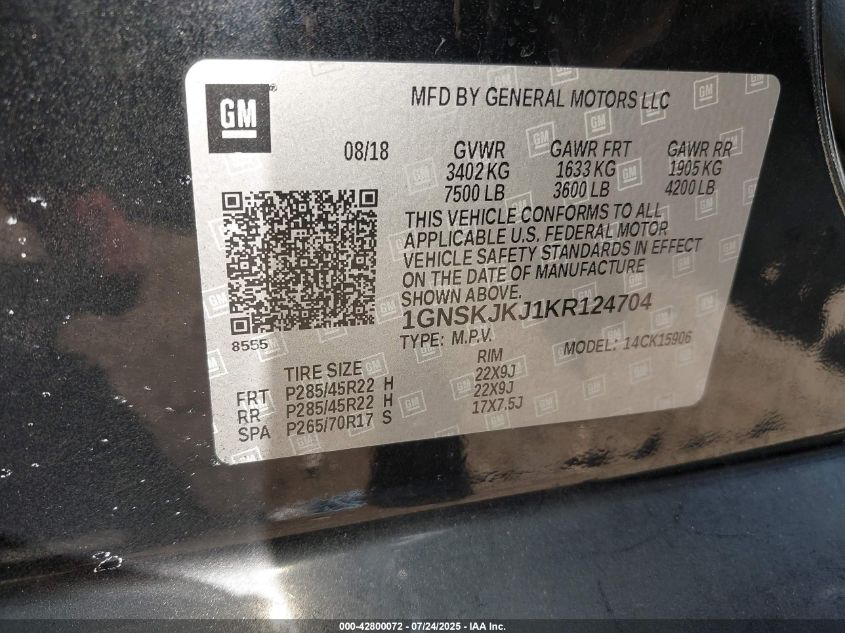 GM
MFD BY GENERAL MOTORS LLC
08/18 GVWR GAWR FRT GAWR RR
3402 KG 1633 KG 1905 KG
7500 LB 3600 LB 4200 LB
THIS VEHICLE CONFORMS TO ALL
APPLICABLE U.S. FEDERAL MOTOR
VEHICLE SAFETY STANDARDS IN EFFECT
ON THE DATE OF MANUFACTURE
SHOWN ABOVE.
1GNSKJKJ1KR124704
8555
TYPE: M.P.V. MODEL: 14CK15906
TIRE SIZE RIM
FRT P285/45R22 H 22X9J
RR P285/45R22 H 22X9J
SPA P265/70R17 S 17X7.5J
000-42800072 / 07/24/2025 - IAA Inc.